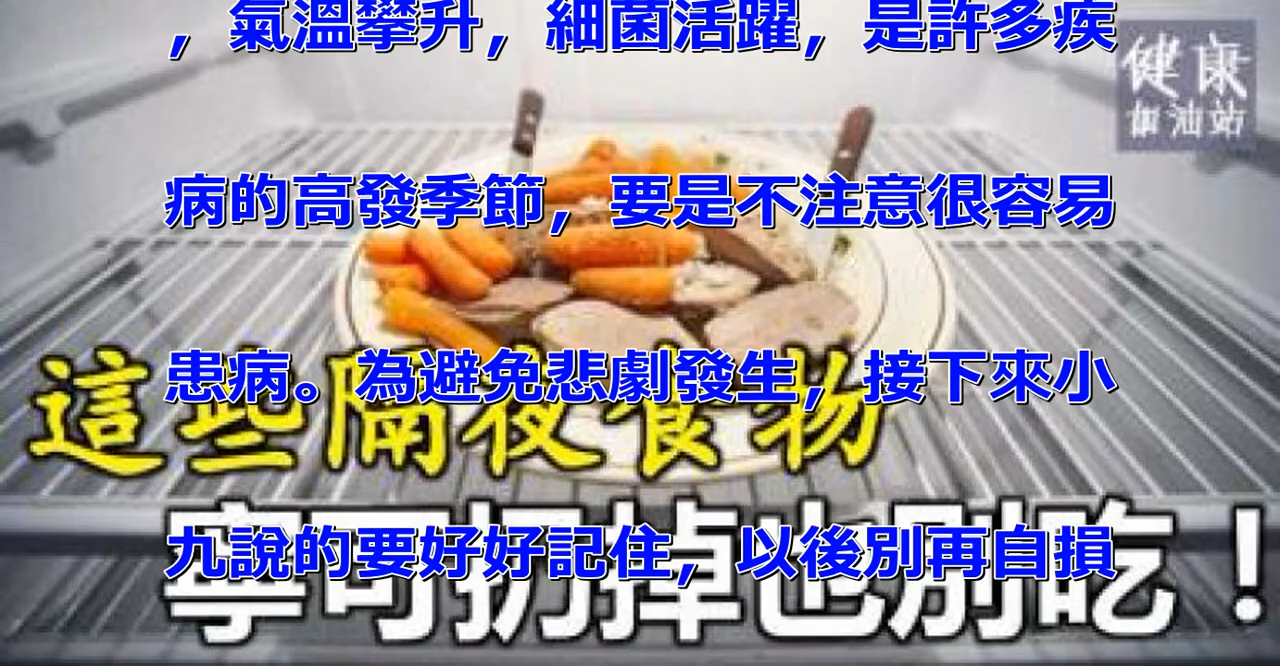 ，氣溫攀升，細菌活躍，是許多疾
健康
加油站
病的高發季節，要是不注意很容易
患病。為避免悲劇發生，接下來小
這些隔夜食物
九說的要好好記住，以後別再自損
寧可扔掉也別吃！